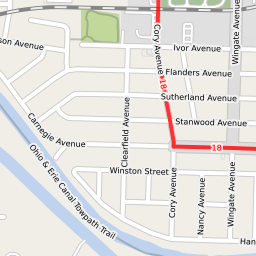 Cory Avenue
Wingate Avenue
Ivor Avenue
son Avenue
Flanders Avenue
18
Sutherland Avenue
Clearfield Avenue
Stanwood Avenue
Carnegie Avenue
18
Ohio & Erie Canal Towpath Trail
Winston Street
Cory Avenue
Nancy Avenue
Wingate Avenue
Han